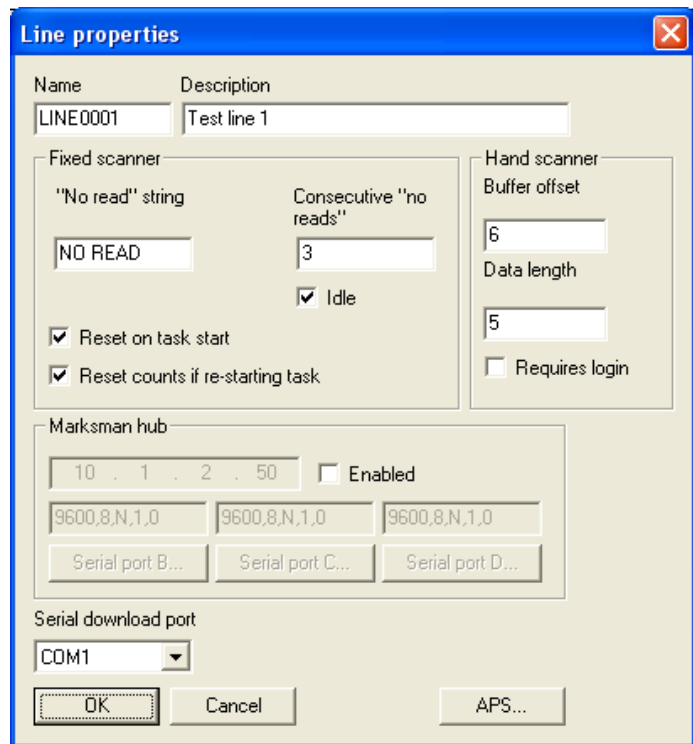 Line properties
Name Description
LINE0001 Test line 1
Fixed scanner
"No read" string
Consecutive "no
reads"
NO READ
3
Idle
Reset on task start
Reset counts if re-starting task
Hand scanner
Buffer offset
6
Data length
5
Requires login
Marksman hub
10 . 1 . 2 . 50 Enabled
9600,8,N,1,0 9600,8,N,1,0 9600,8,N,1,0
Serial port B... Serial port C... Serial port D...
Serial download port
COM1
OK Cancel APS...